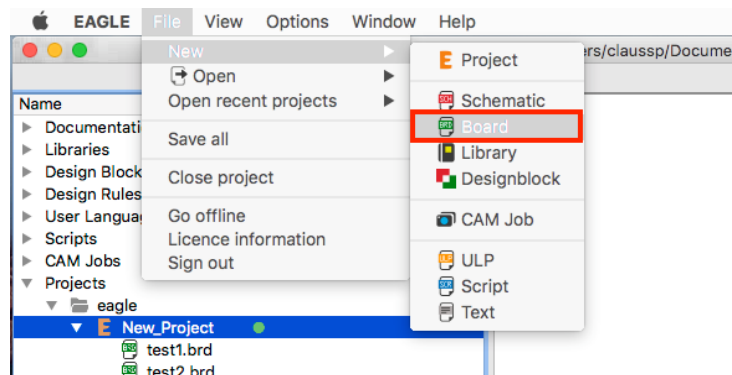 EAGLE File View Options Window Help
ers/claussp/Docume
New
Open
Open recent projects
Save all
Close project
Go offline
Licence information
Sign out
Project
Schematic
Board
Library
Designblock
CAM Job
ULP
Script
Text
Name
Documentati
Libraries
Design Block
Design Rules
User Langua
Scripts
CAM Jobs
Projects
eagle
New_Project
test1.brd
test2.brd